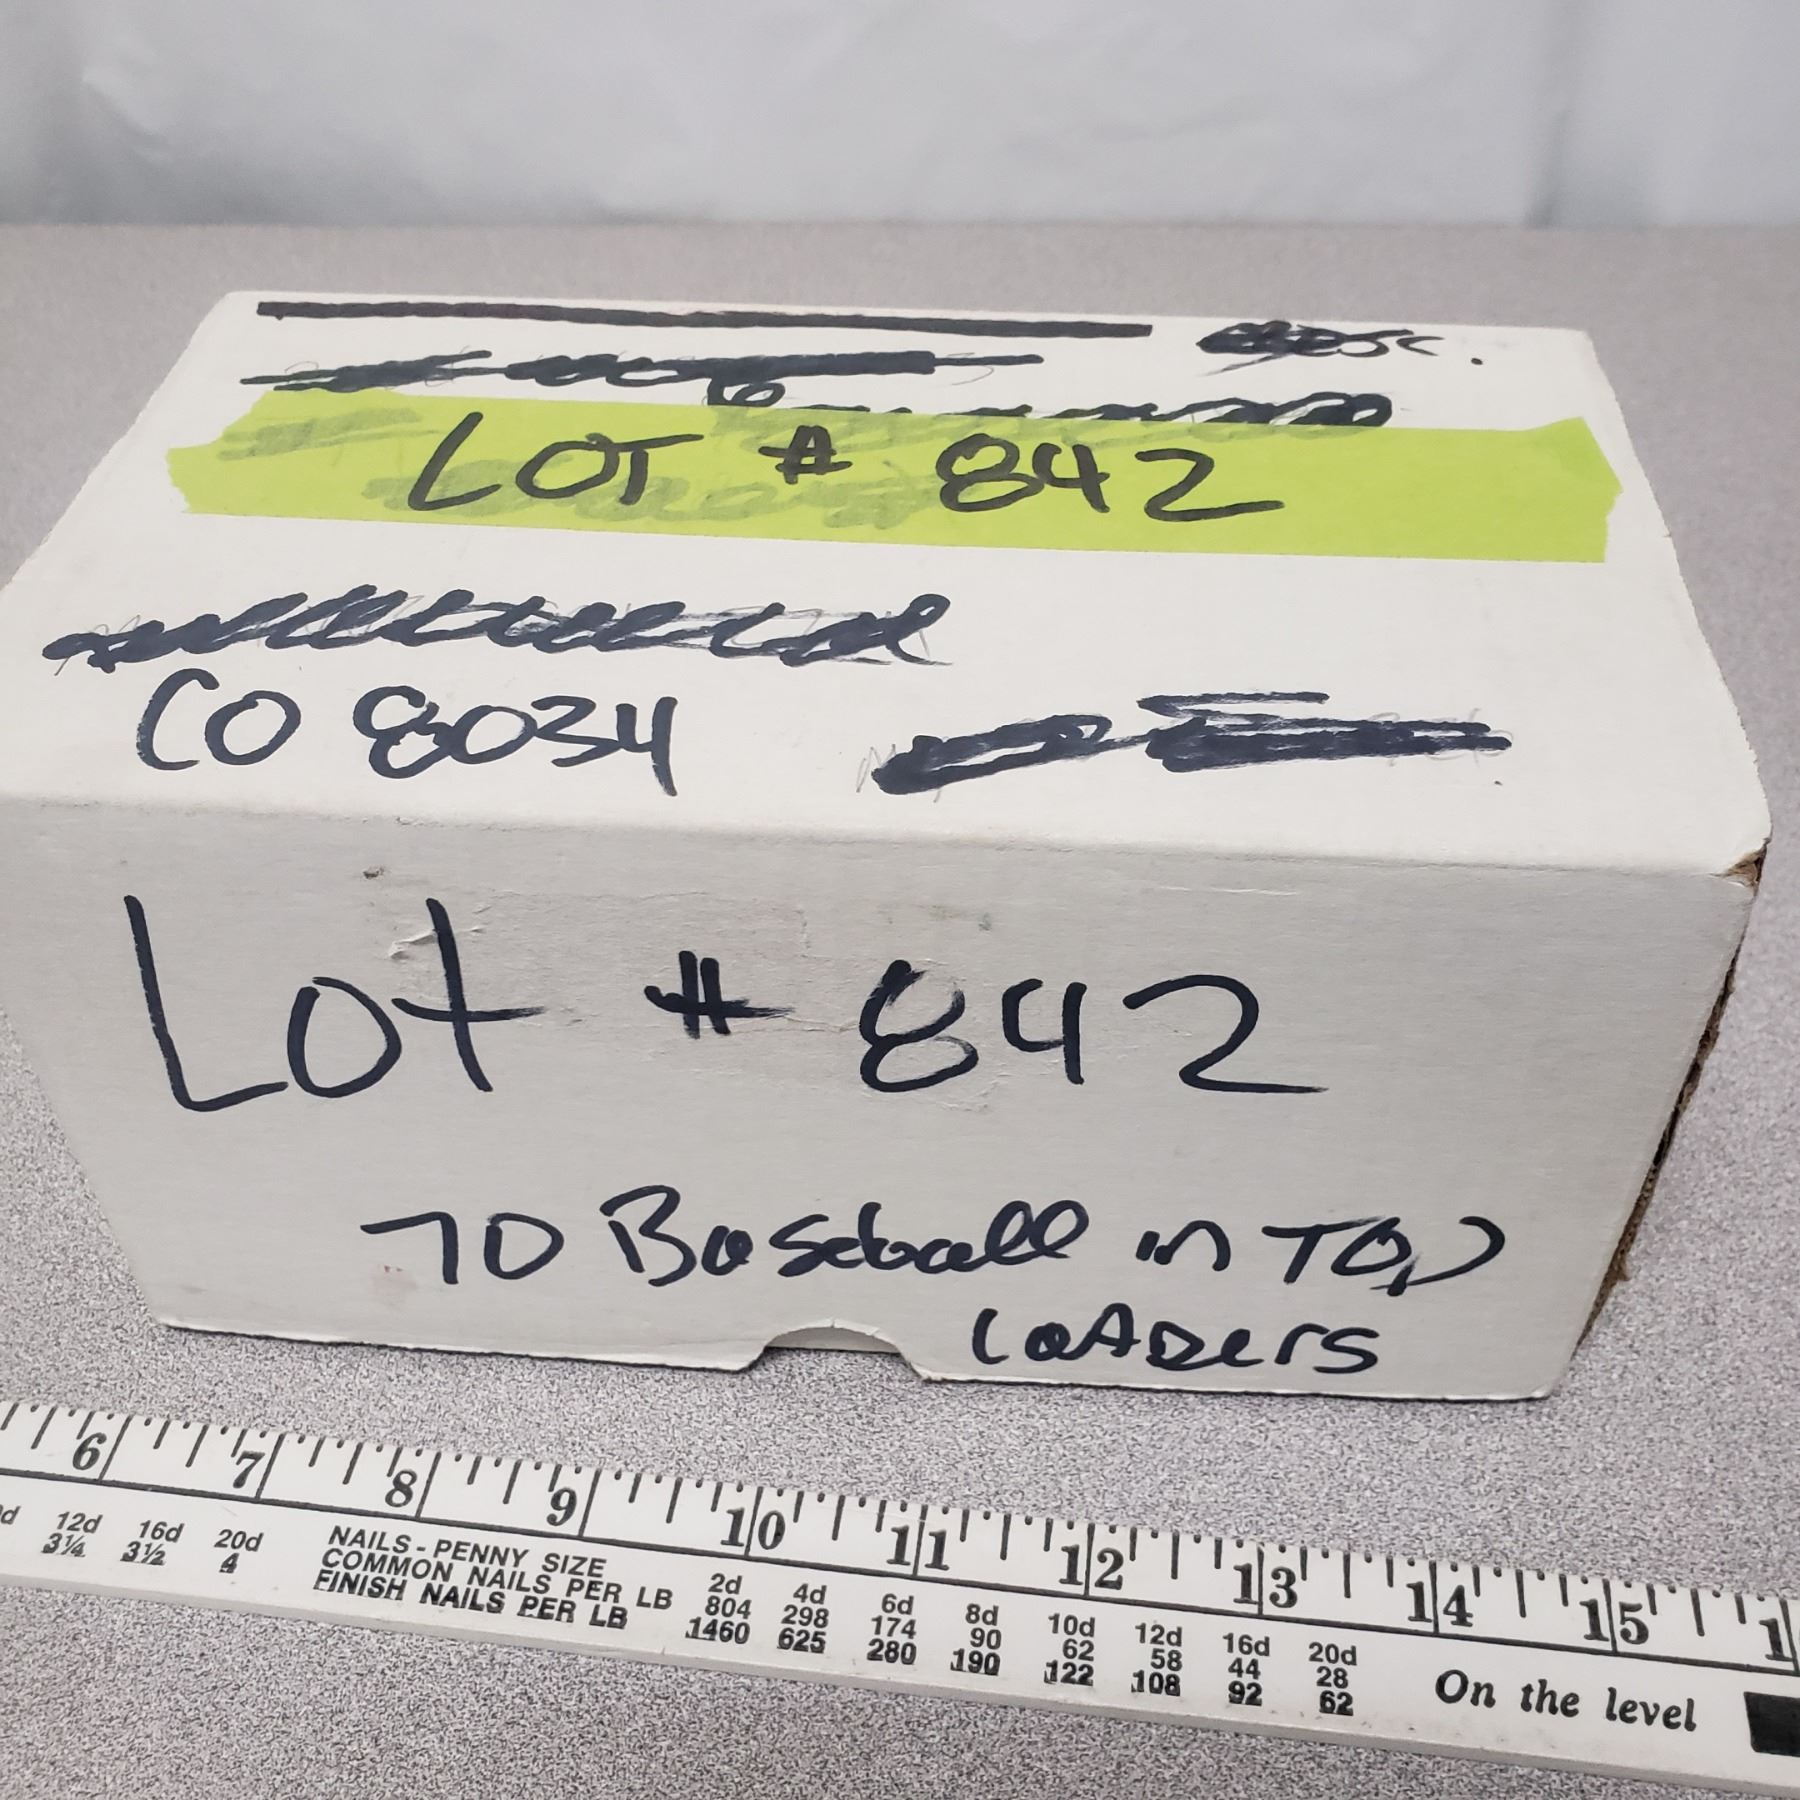 LOT # 842
CO 8034
Lot # 842
70 Baseball in TOP
LOADERS
6 7 8 9 10 11 12 13 14 15 1
d 12d 16d 20d
3¼ 3½ 4
NAILS - PENNY SIZE 2d 4d 6d 8d 10d 12d 16d 20d
COMMON NAILS PER LB 804 298 174 90 62 58 44 28
FINISH NAILS PER LB 1460 625 280 190 122 108 92 62
On the level